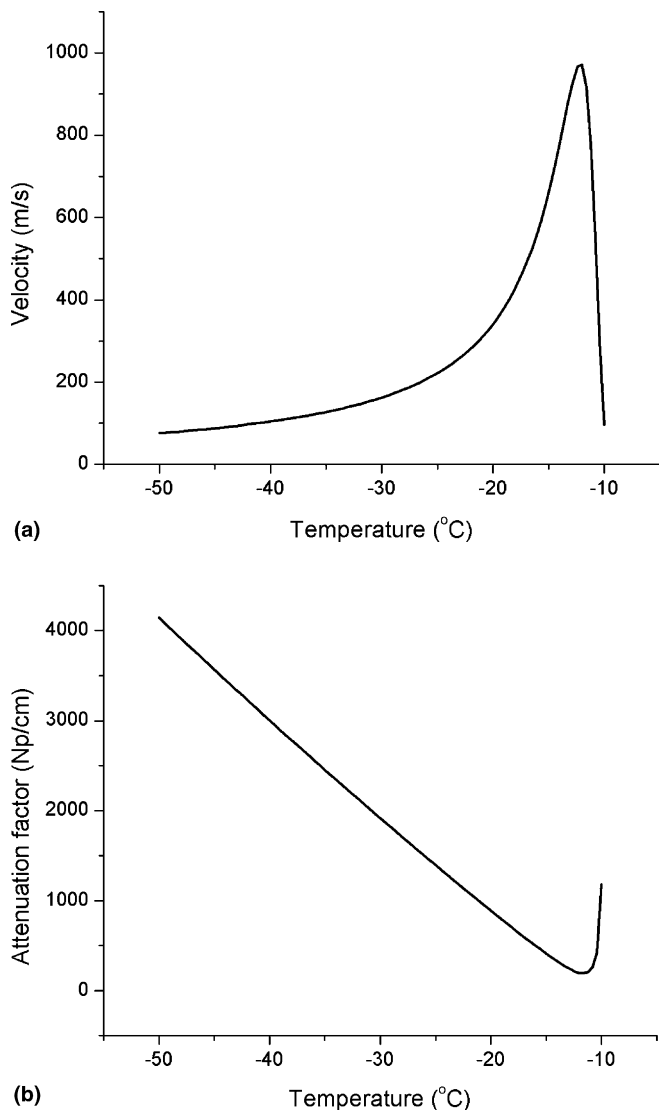 1000
800
600
400
200
0
Velocity (m/s)
-50 -40 -30 -20 -10
Temperature (°C)
(a)
4000
3000
2000
1000
0
Attenuation factor (Np/cm)
-50 -40 -30 -20 -10
Temperature (°C)
(b)